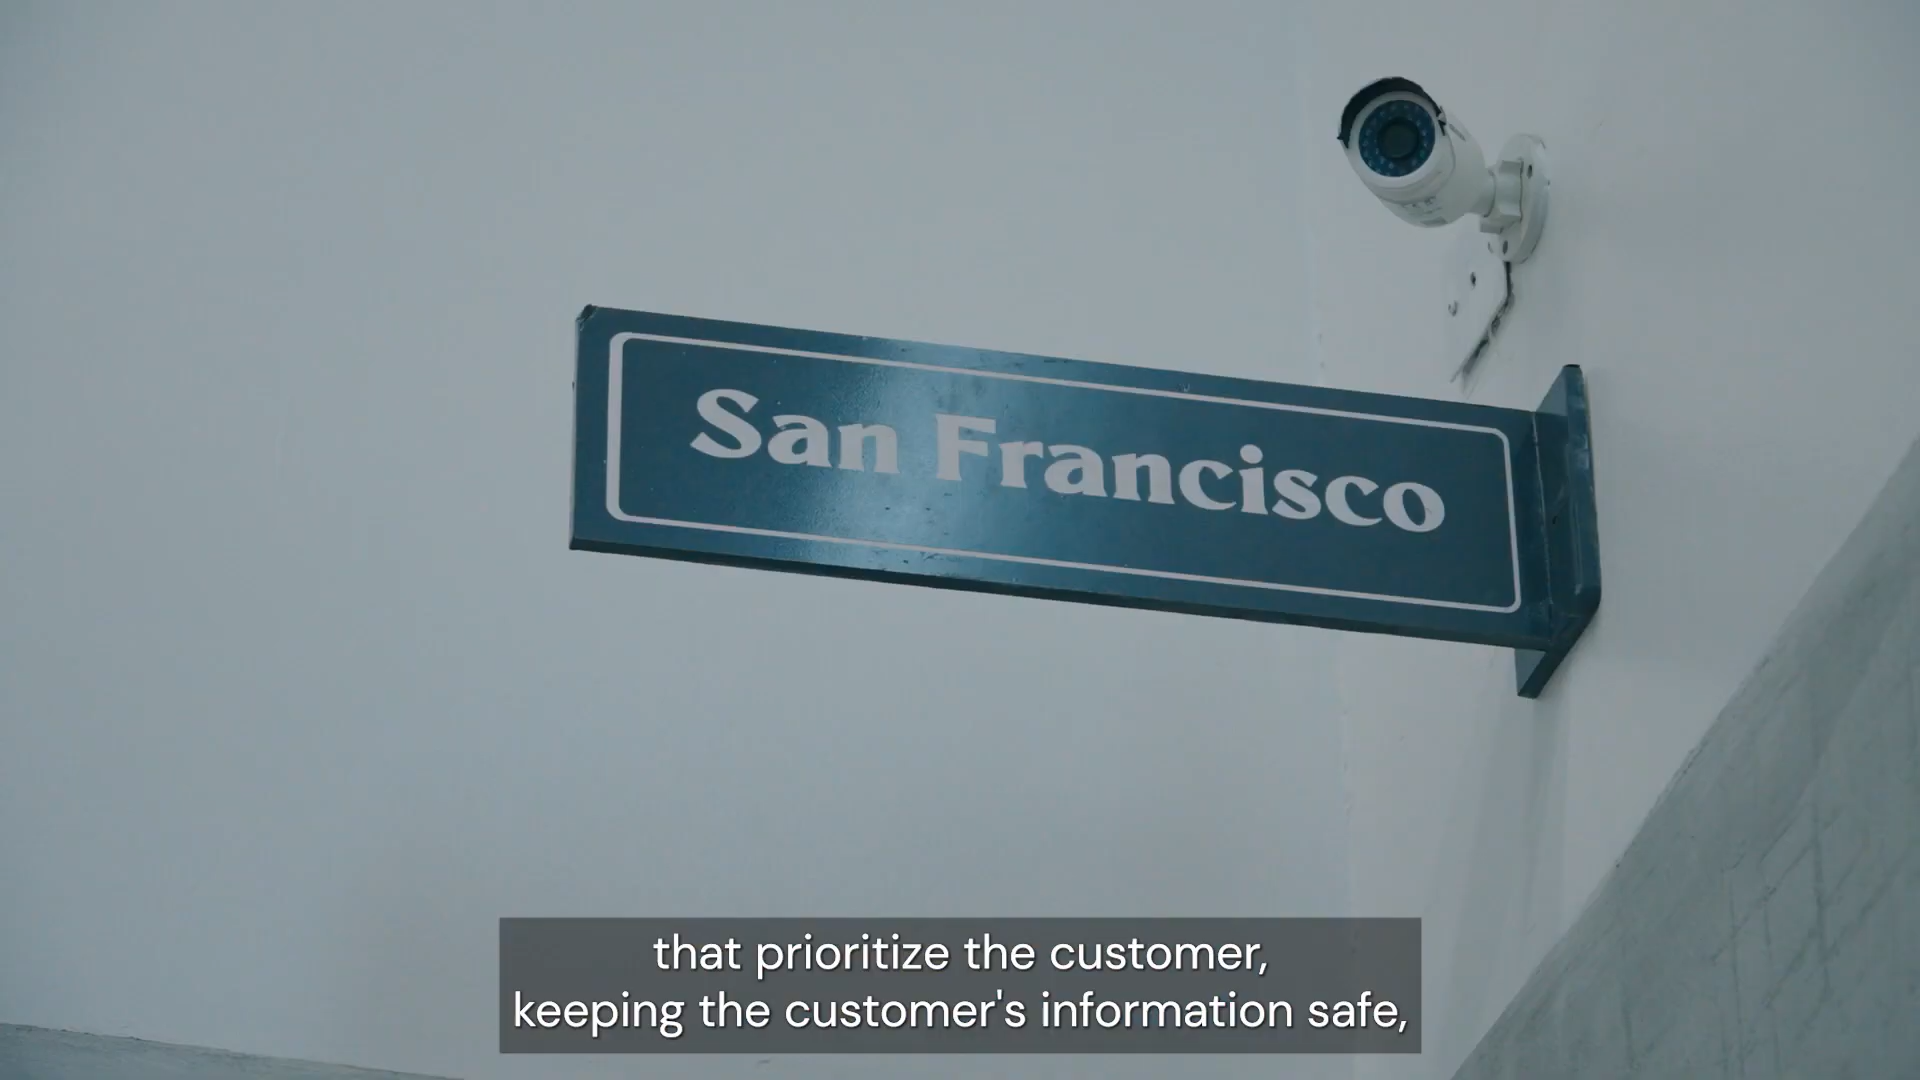 San Francisco
that prioritize the customer,
keeping the customer's information safe,